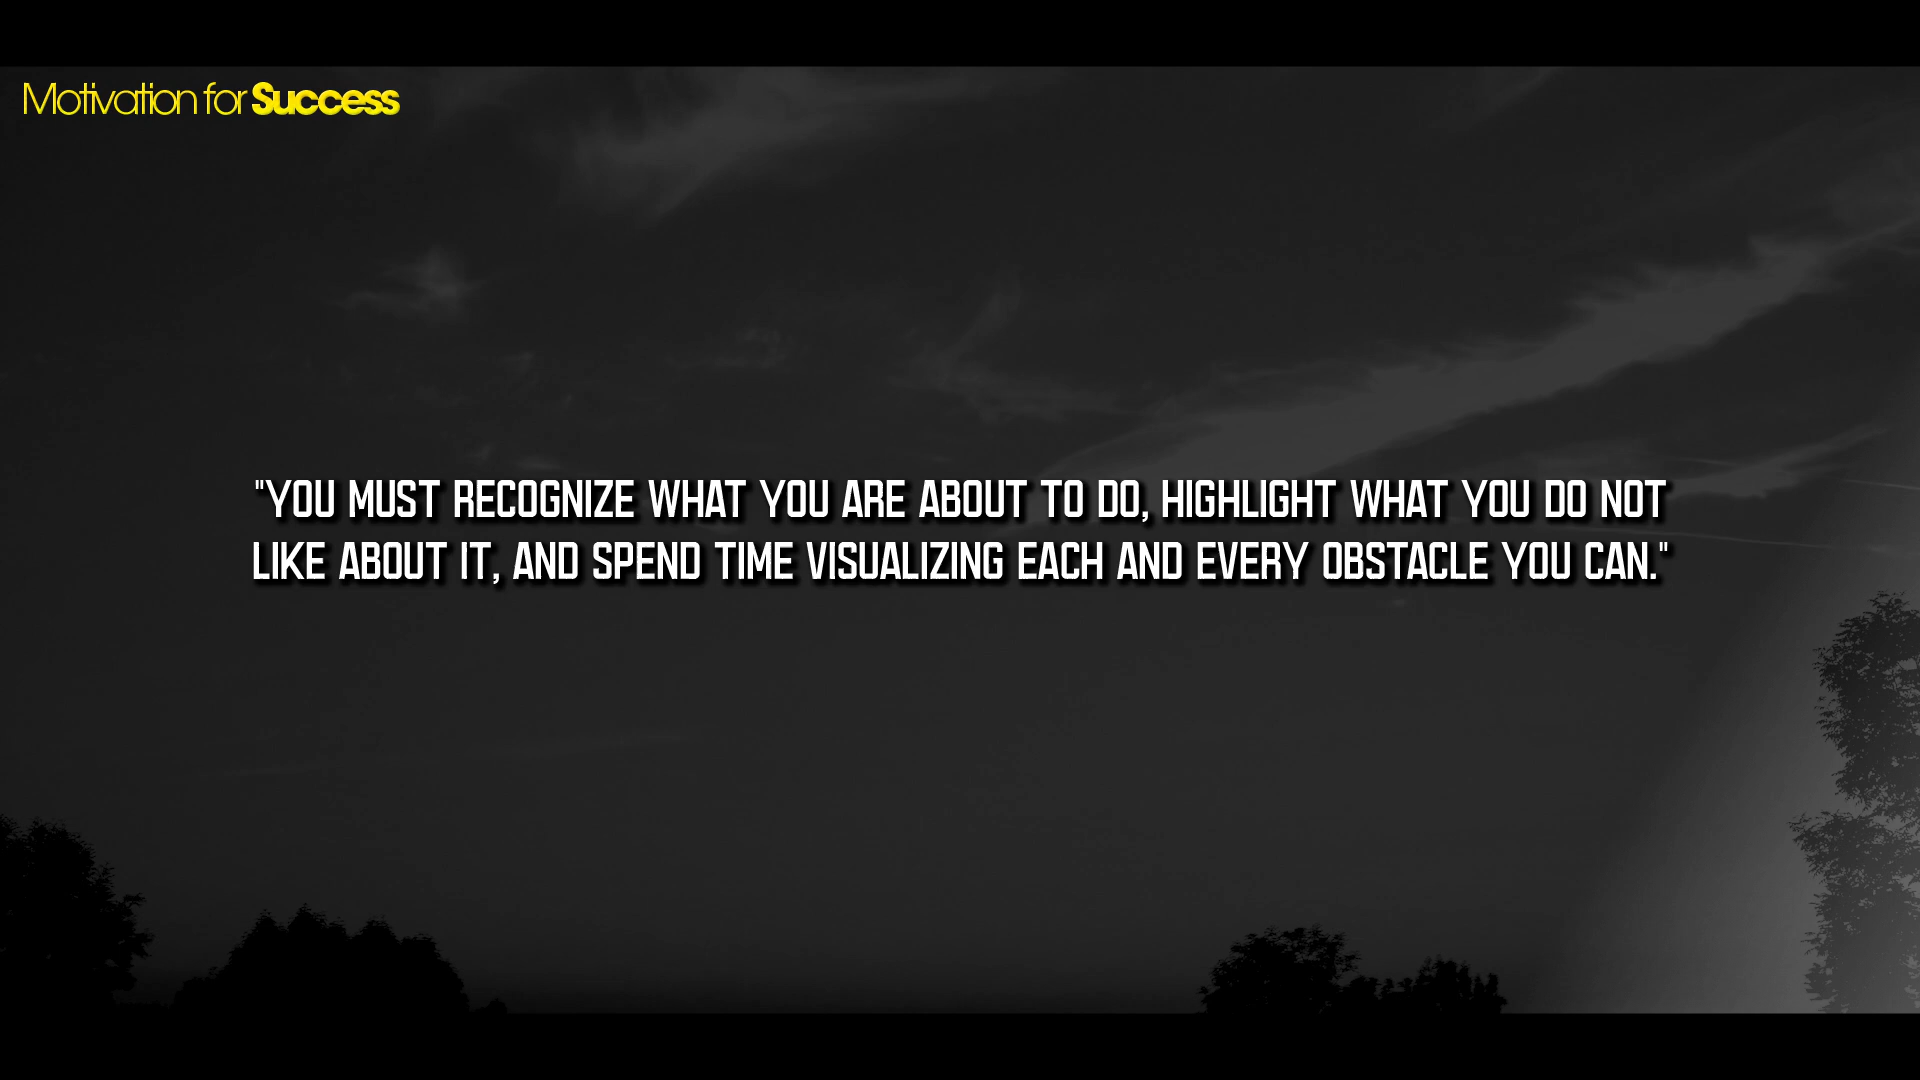 Motivation for Success
"YOU MUST RECOGNIZE WHAT YOU ARE ABOUT TO DO, HIGHLIGHT WHAT YOU DO NOT
LIKE ABOUT IT, AND SPEND TIME VISUALIZING EACH AND EVERY OBSTACLE YOU CAN."